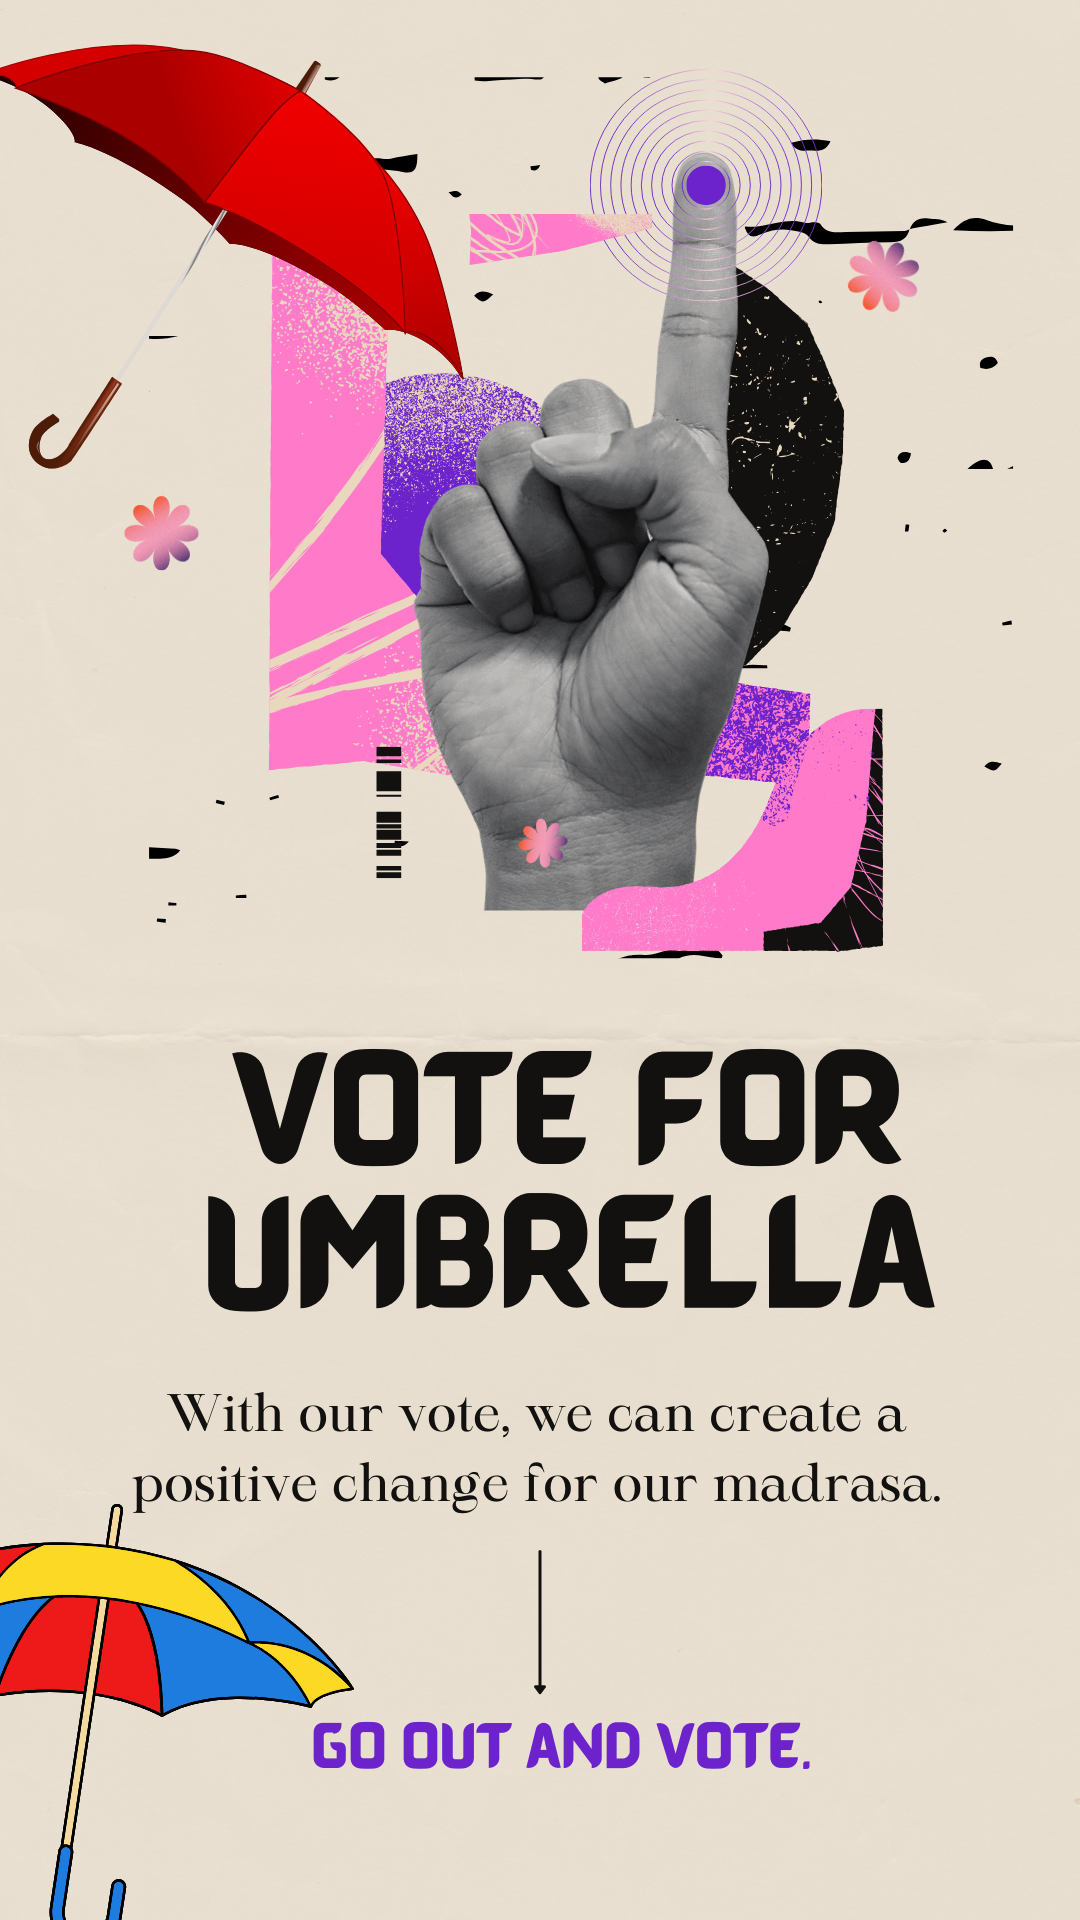 VOTE FOR
UMBRELLA
With our vote, we can create a
positive change for our madrasa.
GO OUT AND VOTE.